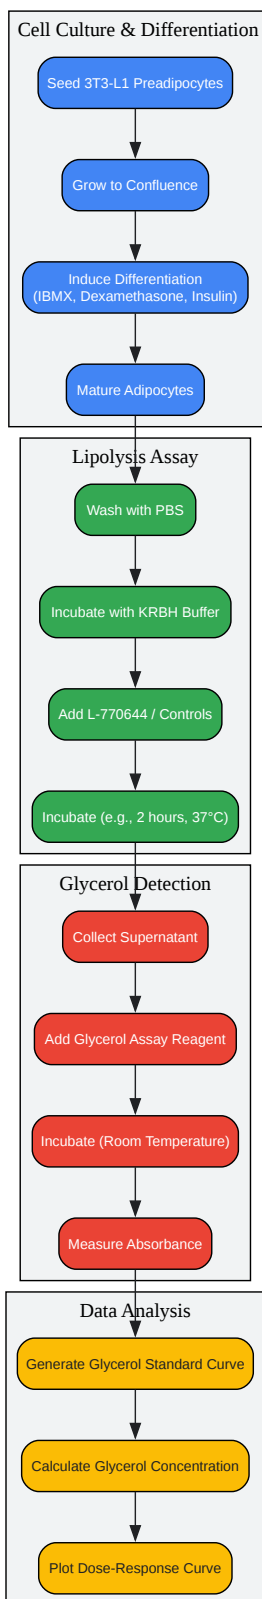 Cell Culture & Differentiation
Seed 3T3-L1 Preadipocytes
Grow to Confluence
Induce Differentiation
(IBMX, Dexamethasone, Insulin)
Mature Adipocytes
Lipolysis Assay
Wash with PBS
Incubate with KRBH Buffer
Add L-770644 / Controls
Incubate (e.g., 2 hours, 37°C)
Glycerol Detection
Collect Supernatant
Add Glycerol Assay Reagent
Incubate (Room Temperature)
Measure Absorbance
Data Analysis
Generate Glycerol Standard Curve
Calculate Glycerol Concentration
Plot Dose-Response Curve